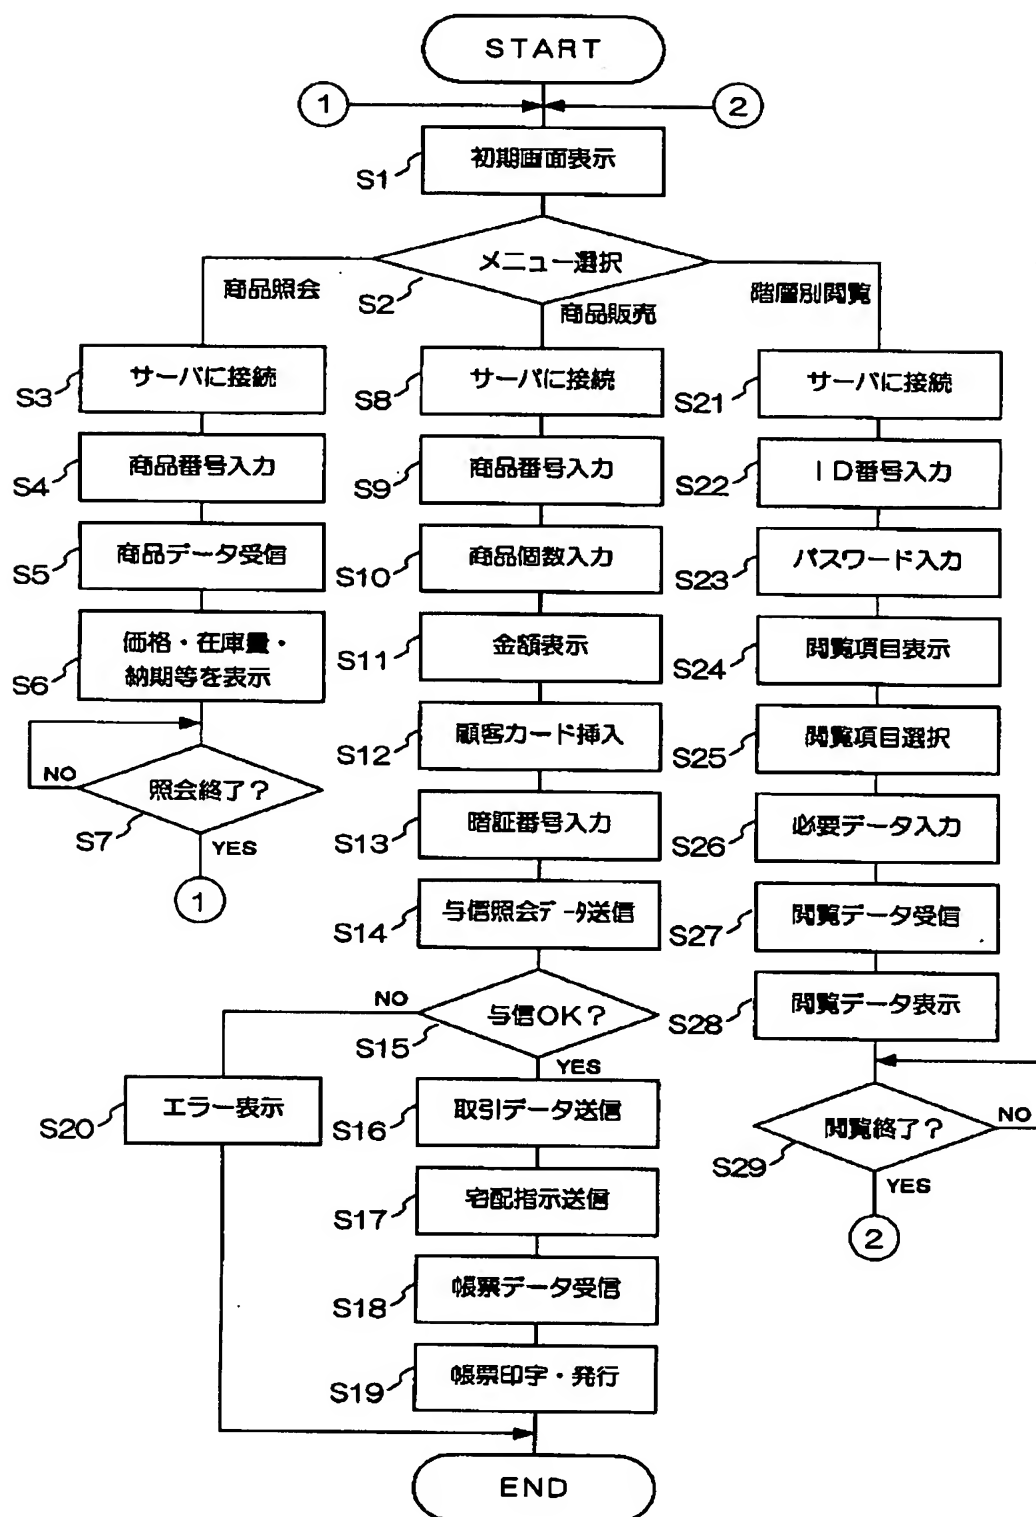 START
1
2
初期画面表示
S1
メニュー選択
S2
商品照会
商品販売
階層別閲覧
サーバに接続
S3
商品番号入力
S4
商品データ受信
S5
価格・在庫量・
納期等を表示
S6
照会終了?
NO
S7
YES
1
サーバに接続
S8
商品番号入力
S9
商品個数入力
S10
金額表示
S11
顧客カード挿入
S12
暗証番号入力
S13
与信照会データ送信
S14
与信OK?
NO
S15
YES
エラー表示
S20
取引データ送信
S16
宅配指示送信
S17
帳票データ受信
S18
帳票印字・発行
S19
サーバに接続
S21
ID番号入力
S22
パスワード入力
S23
閲覧項目表示
S24
閲覧項目選択
S25
必要データ入力
S26
閲覧データ受信
S27
閲覧データ表示
S28
閲覧終了?
NO
S29
YES
2
END